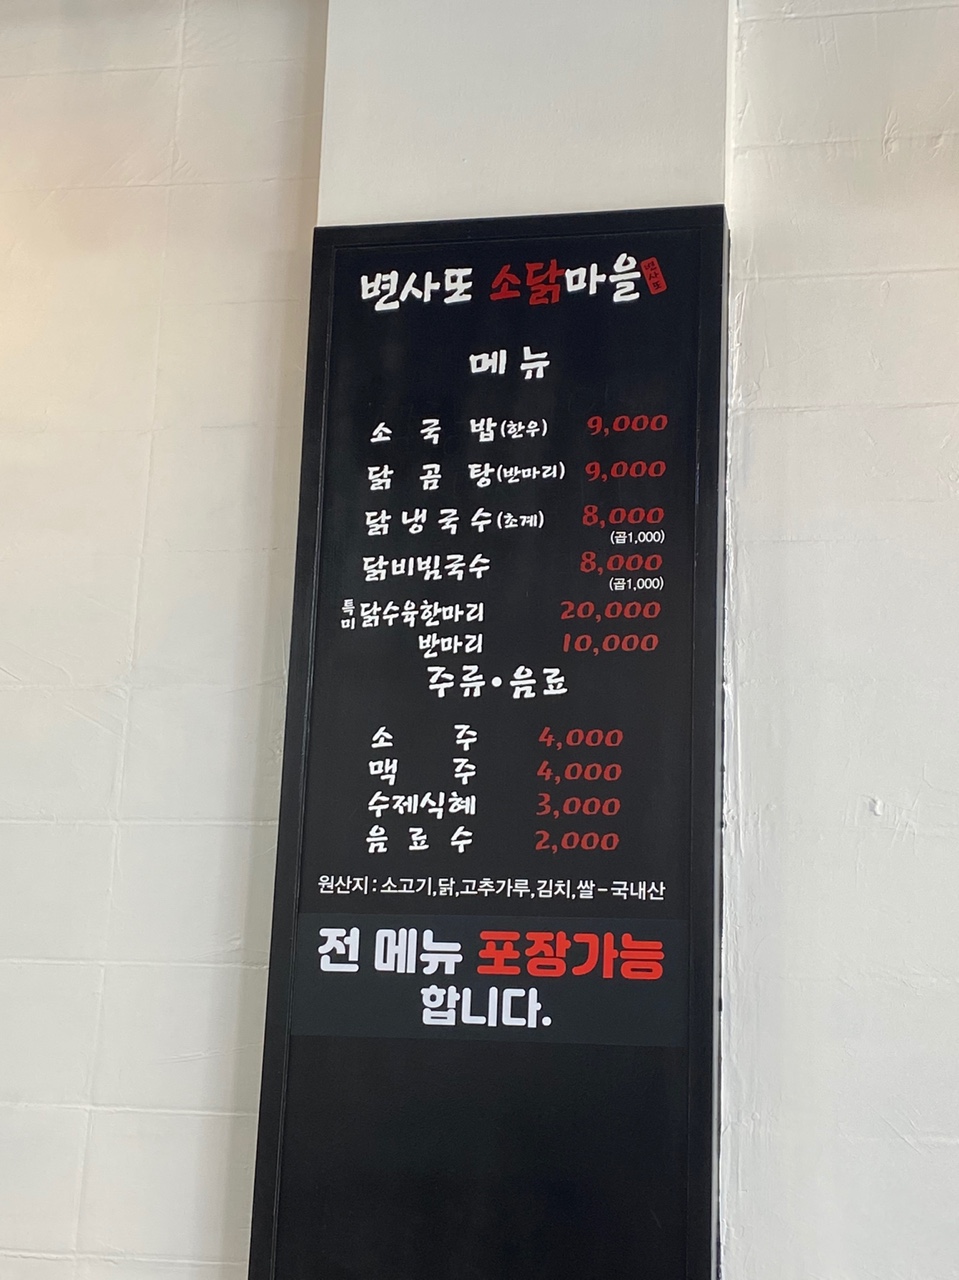 변사또 소닭마을 변사또
메뉴
소국밥(한우) 9,000
닭곰탕(반마리) 9,000
닭냉국수(초계) 8,000
(곱1,000)
닭비빔국수 8,000
(곱1,000)
특미 닭수육한마리 20,000
반마리 10,000
주류•음료
소주 4,000
맥주 4,000
수제식혜 3,000
음료수 2,000
원산지:소고기,닭,고추가루,김치,쌀-국내산
전 메뉴 포장가능
합니다.